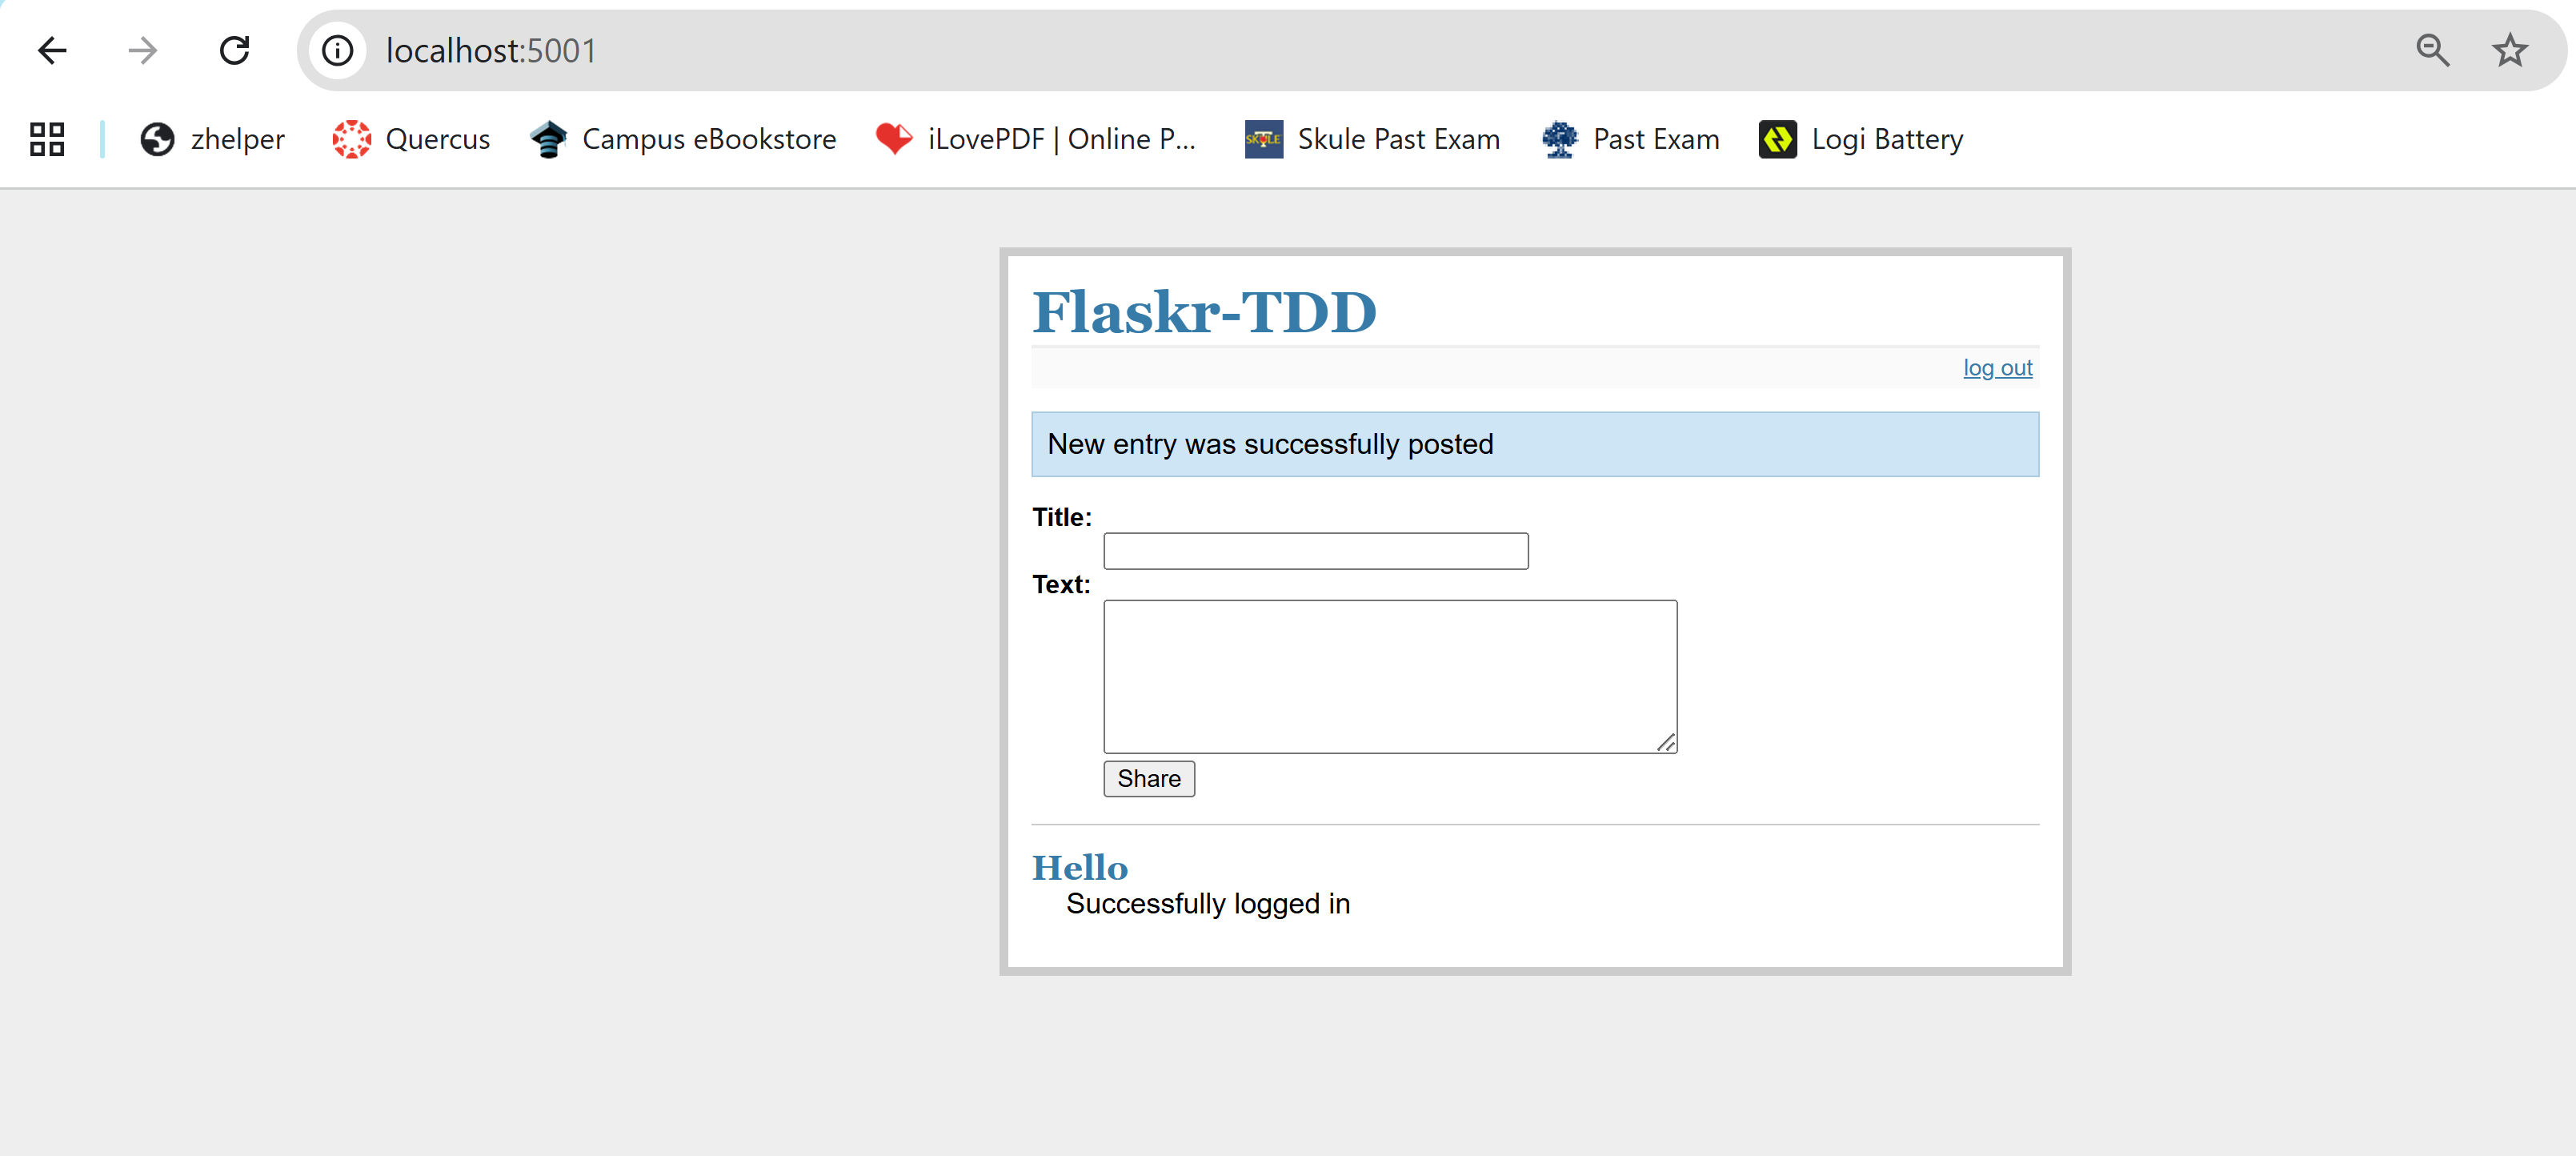 localhost:5001
zhelper Quercus Campus eBookstore iLovePDF | Online P... SKULE Skule Past Exam Past Exam Logi Battery
Flaskr-TDD
log out
New entry was successfully posted
Title:
Text:
Share
Hello
Successfully logged in